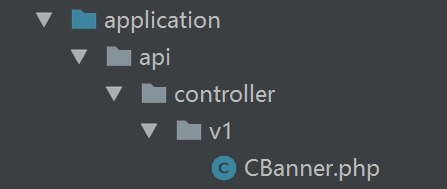 application
api
controller
v1
CBanner.php